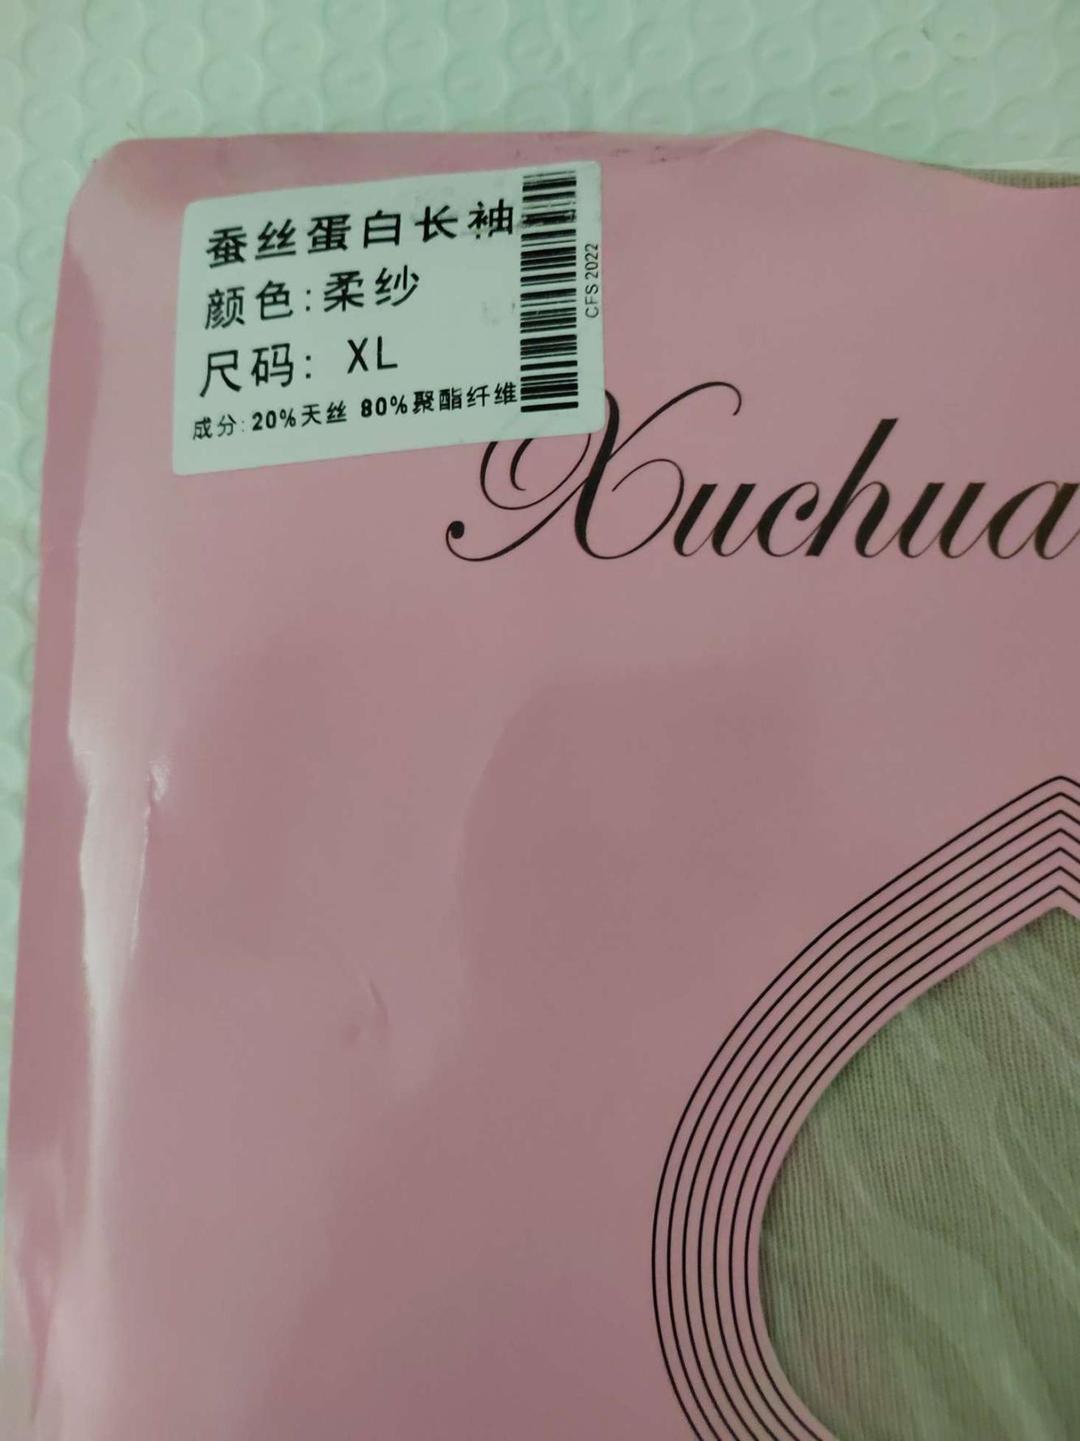 蚕丝蛋白长袖
颜色:柔纱
尺码: XL
成分:20%天丝 80%聚酯纤维
CFS 2022
Xuchua